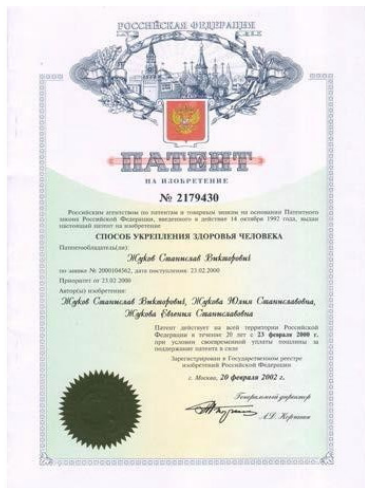 РОССИЙСКАЯ ФЕДЕРАЦИЯ
ПАТЕНТ
НА ИЗОБРЕТЕНИЕ
№ 2179430
Российским агентством по патентам и товарным знакам на основании Патентного
закона Российской Федерации, введенного в действие 14 октября 1992 года, выдан
настоящий патент на изобретение
СПОСОБ УКРЕПЛЕНИЯ ЗДОРОВЬЯ ЧЕЛОВЕКА
Патентообладатель(ли):
Жуков Станислав Викторович
по заявке № 2000104362, дата поступления: 23.02.2000
Приоритет от 23.02.2000
Автор(ы) изобретения:
Жуков Станислав Викторович, Жукова Юлия Станиславовна,
Жукова Евгения Станиславовна
Патент действует на всей территории Российской
Федерации в течение 20 лет с 23 февраля 2000 г.
при условии своевременной уплаты пошлины за
поддержание патента в силе
Зарегистрирован в Государственном реестре
изобретений Российской Федерации
г. Москва, 20 февраля 2002 г.
Генеральный директор
А.Д. Корчагин